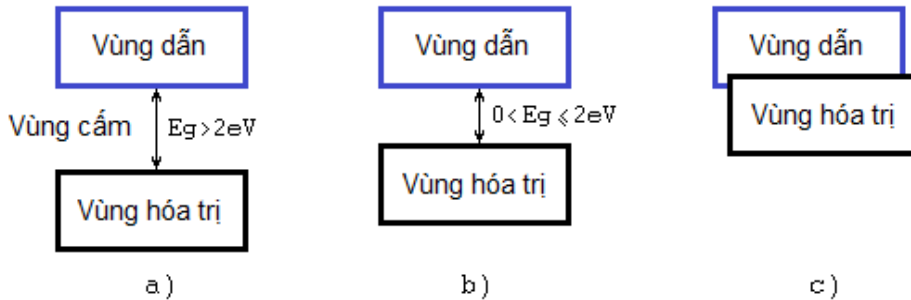 Vùng dẫn
Vùng cấm
Eg>2eV
Vùng hóa trị
a)
Vùng dẫn
0<Eg⩽2eV
Vùng hóa trị
b)
Vùng dẫn
Vùng hóa trị
c)